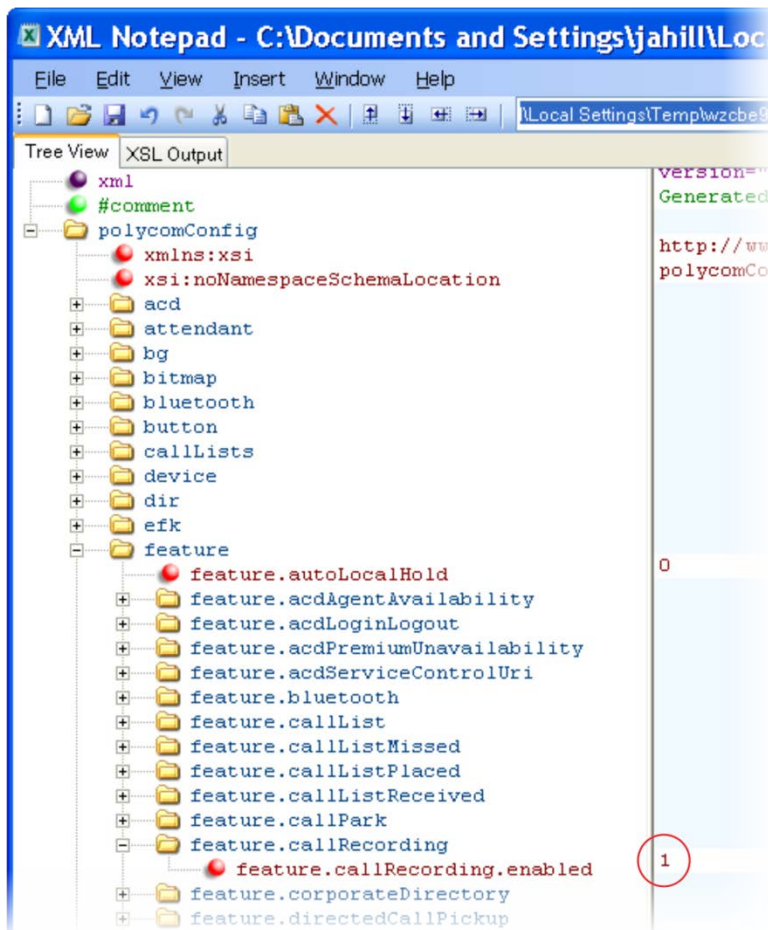 XML Notepad - C:\Documents and Settings\jahill\Loc
File Edit View Insert Window Help
\Local Settings\Temp\wzcbe9
Tree View XSL Output
xml version="
#comment Generated
polycomConfig
xmlns:xsi http://ww
xsi:noNamespaceSchemaLocation polycomCo
acd
attendant
bg
bitmap
bluetooth
button
callLists
device
dir
efk
feature
feature.autoLocalHold 0
feature.acdAgentAvailability
feature.acdLoginLogout
feature.acdPremiumUnavailability
feature.acdServiceControlUri
feature.bluetooth
feature.callList
feature.callListMissed
feature.callListPlaced
feature.callListReceived
feature.callPark
feature.callRecording
feature.callRecording.enabled 1
feature.corporateDirectory
feature.directedCallPickup